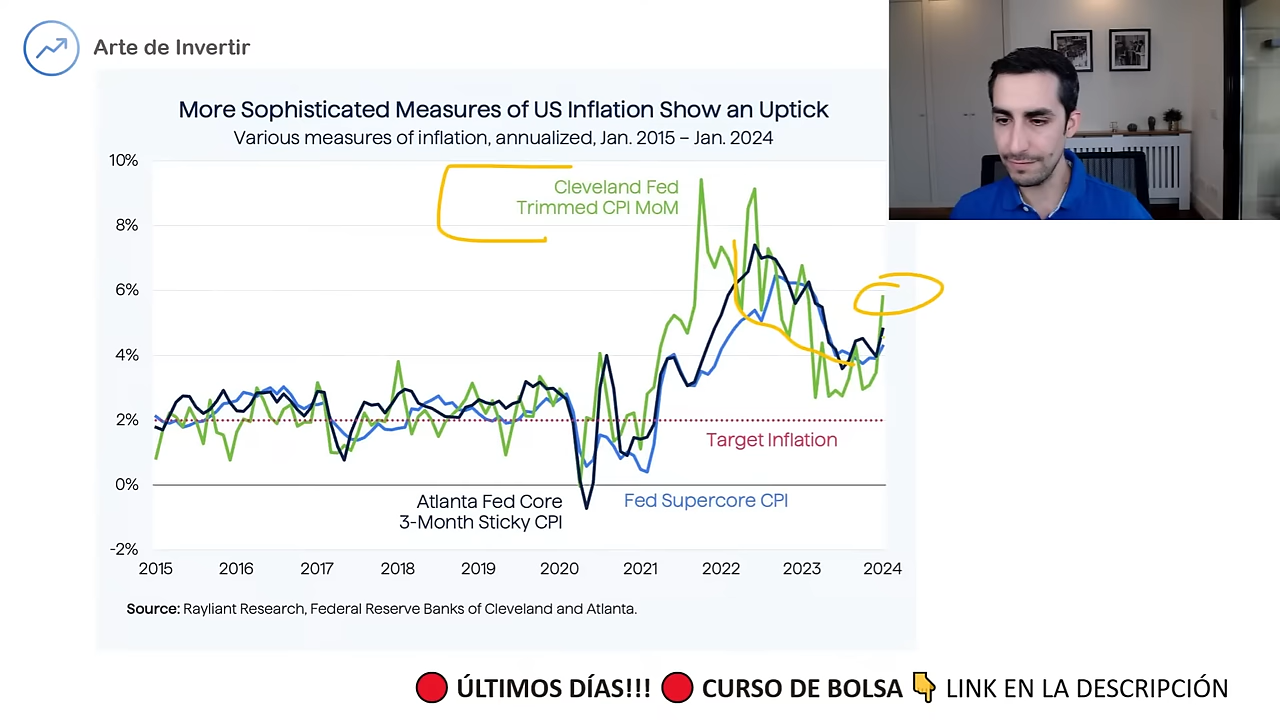 Arte de Invertir
More Sophisticated Measures of US Inflation Show an Uptick
Various measures of inflation, annualized, Jan. 2015 – Jan. 2024
10%
Cleveland Fed
Trimmed CPI MoM
8%
6%
4%
2%
Target Inflation
0%
Atlanta Fed Core
3-Month Sticky CPI
Fed Supercore CPI
-2%
2015 2016 2017 2018 2019 2020 2021 2022 2023 2024
Source: Rayliant Research, Federal Reserve Banks of Cleveland and Atlanta.
🔴 ÚLTIMOS DÍAS!!! 🔴 CURSO DE BOLSA 👇 LINK EN LA DESCRIPCIÓN